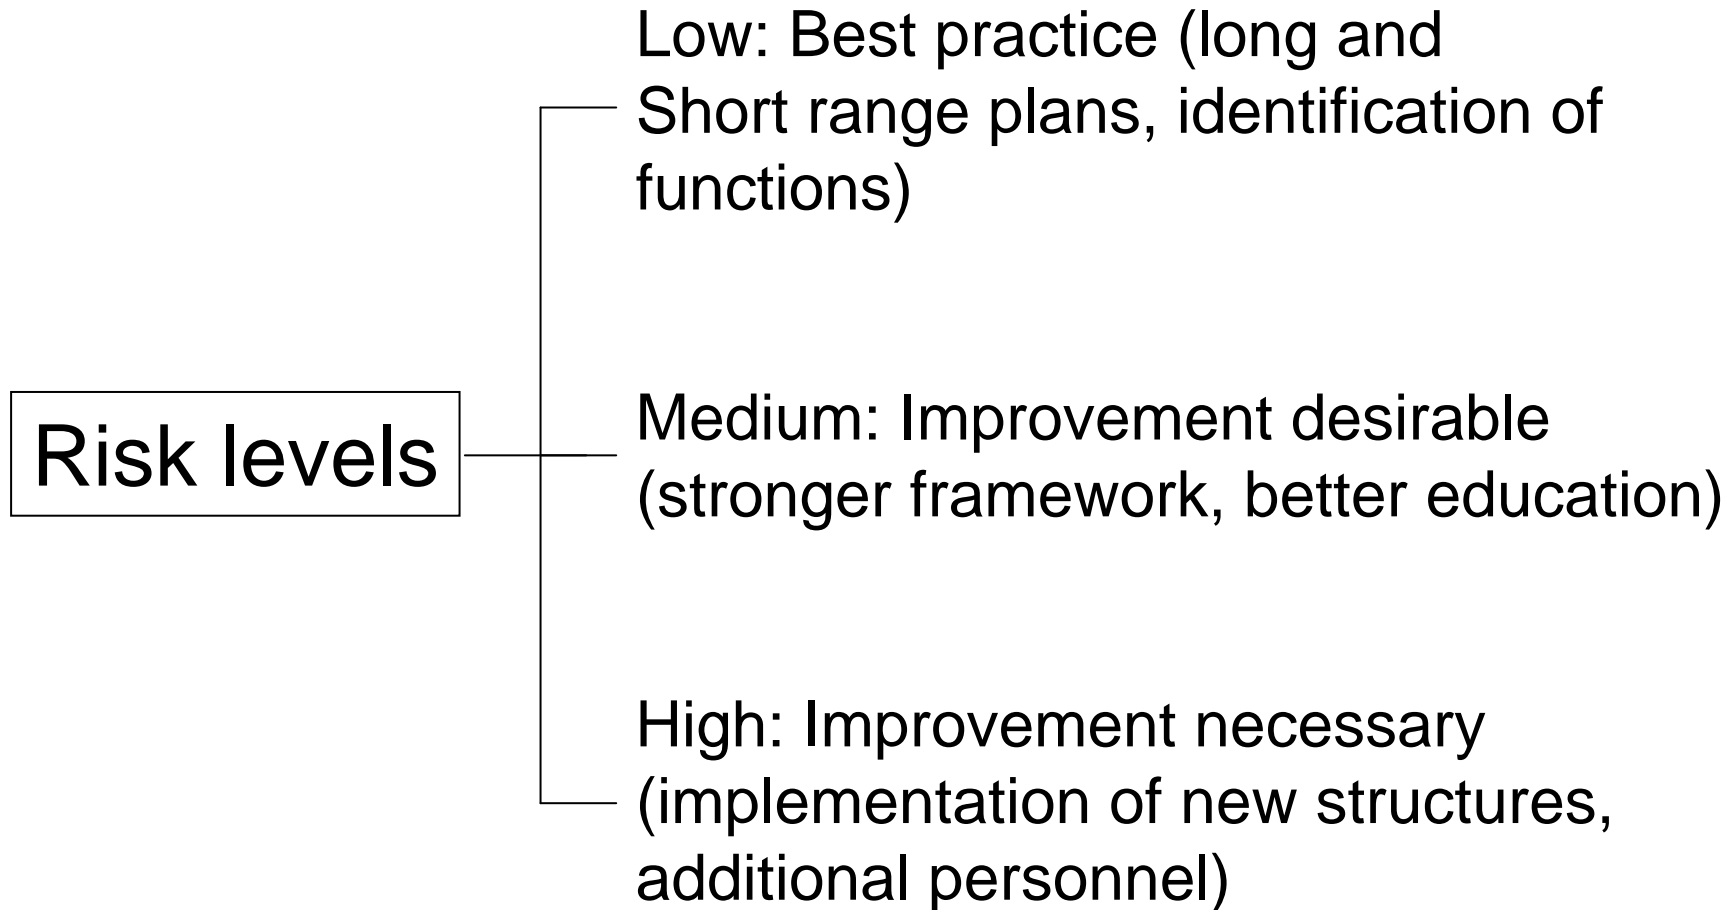 Low: Best practice (long and
Short range plans, identification of
functions)
Risk levels
Medium: Improvement desirable
(stronger framework, better education)
High: Improvement necessary
(implementation of new structures,
additional personnel)